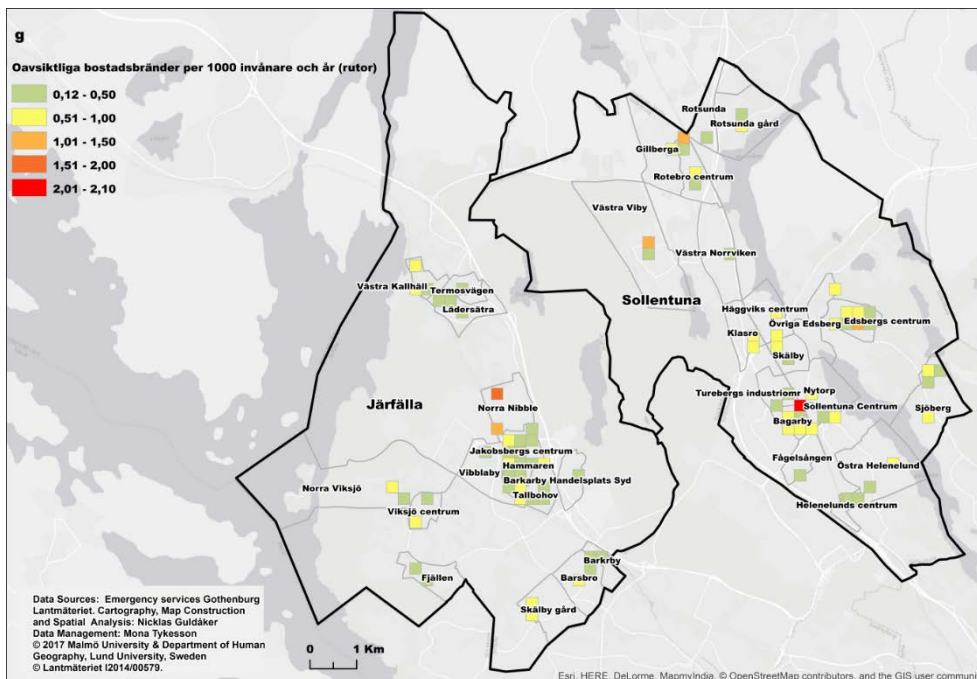 g
Oavsiktliga bostadsbränder per 1000 invånare och år (rutor)
0,12 - 0,50
0,51 - 1,00
1,01 - 1,50
1,51 - 2,00
2,01 - 2,10
Rotsunda
Rotsunda gård
Gillberga
Rotebro centrum
Västra Viby
Västra Norrviken
Västra Kallhäll
Termosvägen
Lädersätra
Sollentuna
Häggviks centrum
Övriga Edsberg
Edsbergs centrum
Klasro
Skälby
Turebergs industriomr
Nytorp
Sollentuna Centrum
Sjöberg
Bagarby
Järfälla
Norra Nibble
Jakobsbergs centrum
Vibblaby
Hammaren
Barkarby Handelsplats Syd
Tallbohov
Fågelsången
Östra Helenelund
Helenelunds centrum
Norra Viksjö
Viksjö centrum
Fjällen
Barkrby
Barsbro
Skälby gård
Data Sources: Emergency services Gothenburg
Lantmäteriet. Cartography, Map Construction
and Spatial Analysis: Nicklas Guldåker
Data Management: Mona Tykesson
© 2017 Malmö University & Department of Human
Geography, Lund University, Sweden
© Lantmäteriet I2014/00579.
0 1 Km
Esri, HERE, DeLorme, MapmyIndia, © OpenStreetMap contributors, and the GIS user communi